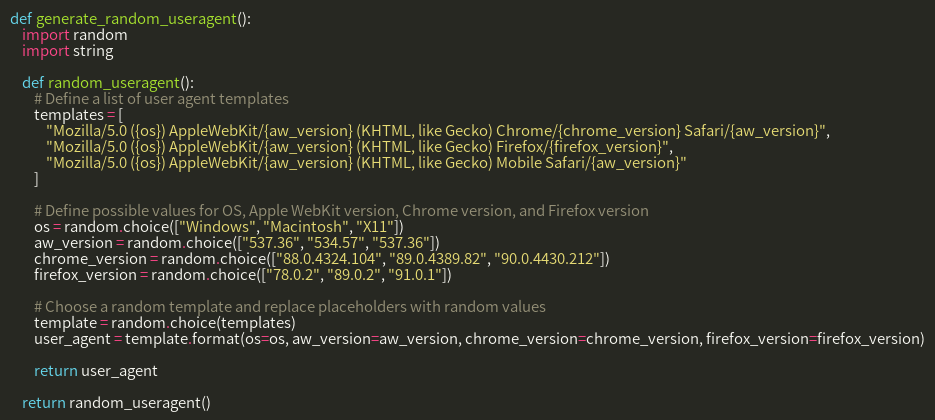 def generate_random_useragent():
    import random
    import string

    def random_useragent():
        # Define a list of user agent templates
        templates = [
            "Mozilla/5.0 ({os}) AppleWebKit/{aw_version} (KHTML, like Gecko) Chrome/{chrome_version} Safari/{aw_version}",
            "Mozilla/5.0 ({os}) AppleWebKit/{aw_version} (KHTML, like Gecko) Firefox/{firefox_version}",
            "Mozilla/5.0 ({os}) AppleWebKit/{aw_version} (KHTML, like Gecko) Mobile Safari/{aw_version}"
        ]

        # Define possible values for OS, Apple WebKit version, Chrome version, and Firefox version
        os = random.choice(["Windows", "Macintosh", "X11"])
        aw_version = random.choice(["537.36", "534.57", "537.36"])
        chrome_version = random.choice(["88.0.4324.104", "89.0.4389.82", "90.0.4430.212"])
        firefox_version = random.choice(["78.0.2", "89.0.2", "91.0.1"])

        # Choose a random template and replace placeholders with random values
        template = random.choice(templates)
        user_agent = template.format(os=os, aw_version=aw_version, chrome_version=chrome_version, firefox_version=firefox_version)

        return user_agent

    return random_useragent()